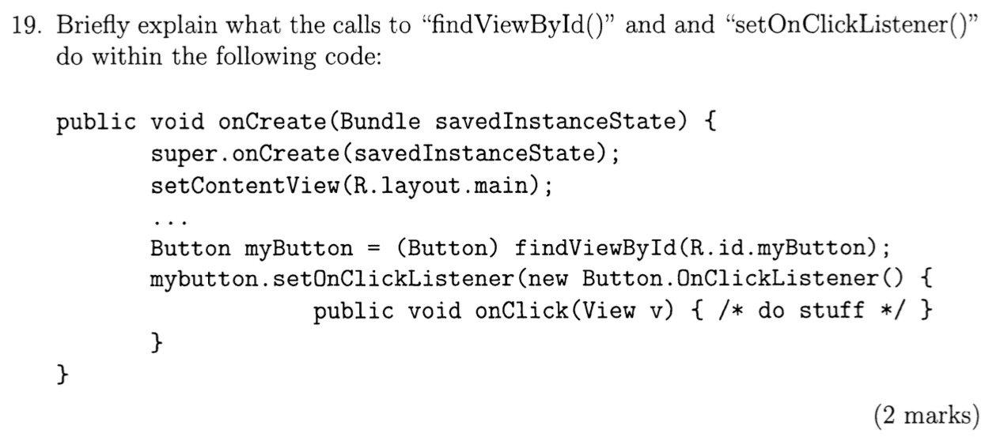 19. Briefly explain what the calls to “findViewById()” and and “setOnClickListener()”
do within the following code:
public void onCreate(Bundle savedInstanceState) {
super.onCreate(savedInstanceState);
setContentView(R.layout.main);
...
Button myButton = (Button) findViewById(R.id.myButton);
mybutton.setOnClickListener(new Button.OnClickListener() {
public void onClick(View v) { /* do stuff */ }
}
}
(2 marks)